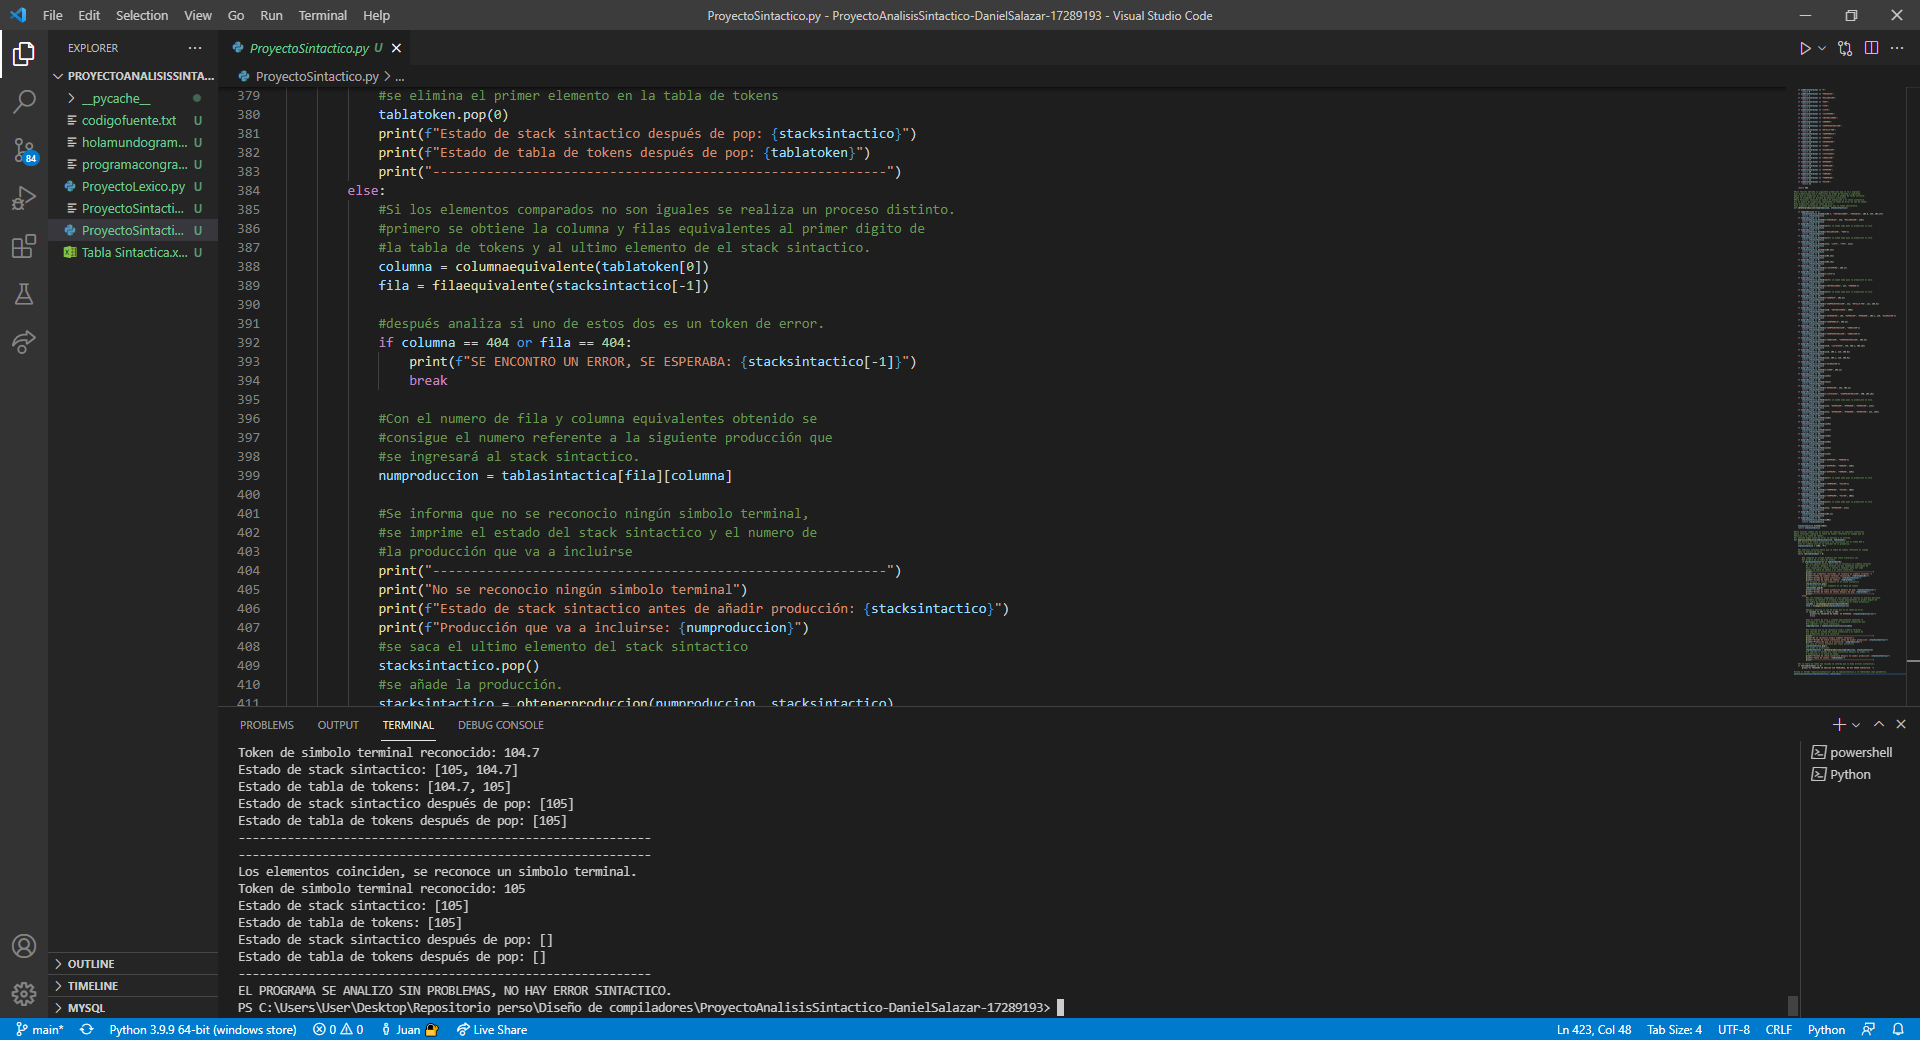 File Edit Selection View Go Run Terminal Help
ProyectoSintactico.py - ProyectoAnalisisSintactico-DanielSalazar-17289193 - Visual Studio Code
EXPLORER
PROYECTOANALISISSINTA...
__pycache__
codigofuente.txt U
holamundogram... U
programacongra... U
ProyectoLexico.py U
ProyectoSintacti... U
ProyectoSintacti... U
Tabla Sintactica.x... U
84
OUTLINE
TIMELINE
MYSQL
ProyectoSintactico.py U
ProyectoSintactico.py > ...
379 #se elimina el primer elemento en la tabla de tokens
380 tablatoken.pop(0)
381 print(f"Estado de stack sintactico después de pop: {stacksintactico}")
382 print(f"Estado de tabla de tokens después de pop: {tablatoken}")
383 print("-----------------------------------------------------------")
384 else:
385 #Si los elementos comparados no son iguales se realiza un proceso distinto.
386 #primero se obtiene la columna y filas equivalentes al primer digito de
387 #la tabla de tokens y al ultimo elemento de el stack sintactico.
388 columna = columnaequivalente(tablatoken[0])
389 fila = filaequivalente(stacksintactico[-1])
390
391 #después analiza si uno de estos dos es un token de error.
392 if columna == 404 or fila == 404:
393 print(f"SE ENCONTRO UN ERROR, SE ESPERABA: {stacksintactico[-1]}")
394 break
395
396 #Con el numero de fila y columna equivalentes obtenido se
397 #consigue el numero referente a la siguiente producción que
398 #se ingresará al stack sintactico.
399 numproduccion = tablasintactica[fila][columna]
400
401 #Se informa que no se reconocio ningún simbolo terminal,
402 #se imprime el estado del stack sintactico y el numero de
403 #la producción que va a incluirse
404 print("-----------------------------------------------------------")
405 print("No se reconocio ningún simbolo terminal")
406 print(f"Estado de stack sintactico antes de añadir producción: {stacksintactico}")
407 print(f"Producción que va a incluirse: {numproduccion}")
408 #se saca el ultimo elemento del stack sintactico
409 stacksintactico.pop()
410 #se añade la producción.
411 stacksintactico = obtenerproduccion(numproduccion, stacksintactico)
PROBLEMS OUTPUT TERMINAL DEBUG CONSOLE
Token de simbolo terminal reconocido: 104.7
Estado de stack sintactico: [105, 104.7]
Estado de tabla de tokens: [104.7, 105]
Estado de stack sintactico después de pop: [105]
Estado de tabla de tokens después de pop: [105]
-----------------------------------------------------------
-----------------------------------------------------------
Los elementos coinciden, se reconoce un simbolo terminal.
Token de simbolo terminal reconocido: 105
Estado de stack sintactico: [105]
Estado de tabla de tokens: [105]
Estado de stack sintactico después de pop: []
Estado de tabla de tokens después de pop: []
-----------------------------------------------------------
EL PROGRAMA SE ANALIZO SIN PROBLEMAS, NO HAY ERROR SINTACTICO.
PS C:\Users\User\Desktop\Repositorio perso\Diseño de compiladores\ProyectoAnalisisSintactico-DanielSalazar-17289193>
powershell
Python
main* Python 3.9.9 64-bit (windows store) 0 0 Juan Live Share
Ln 423, Col 48 Tab Size: 4 UTF-8 CRLF Python